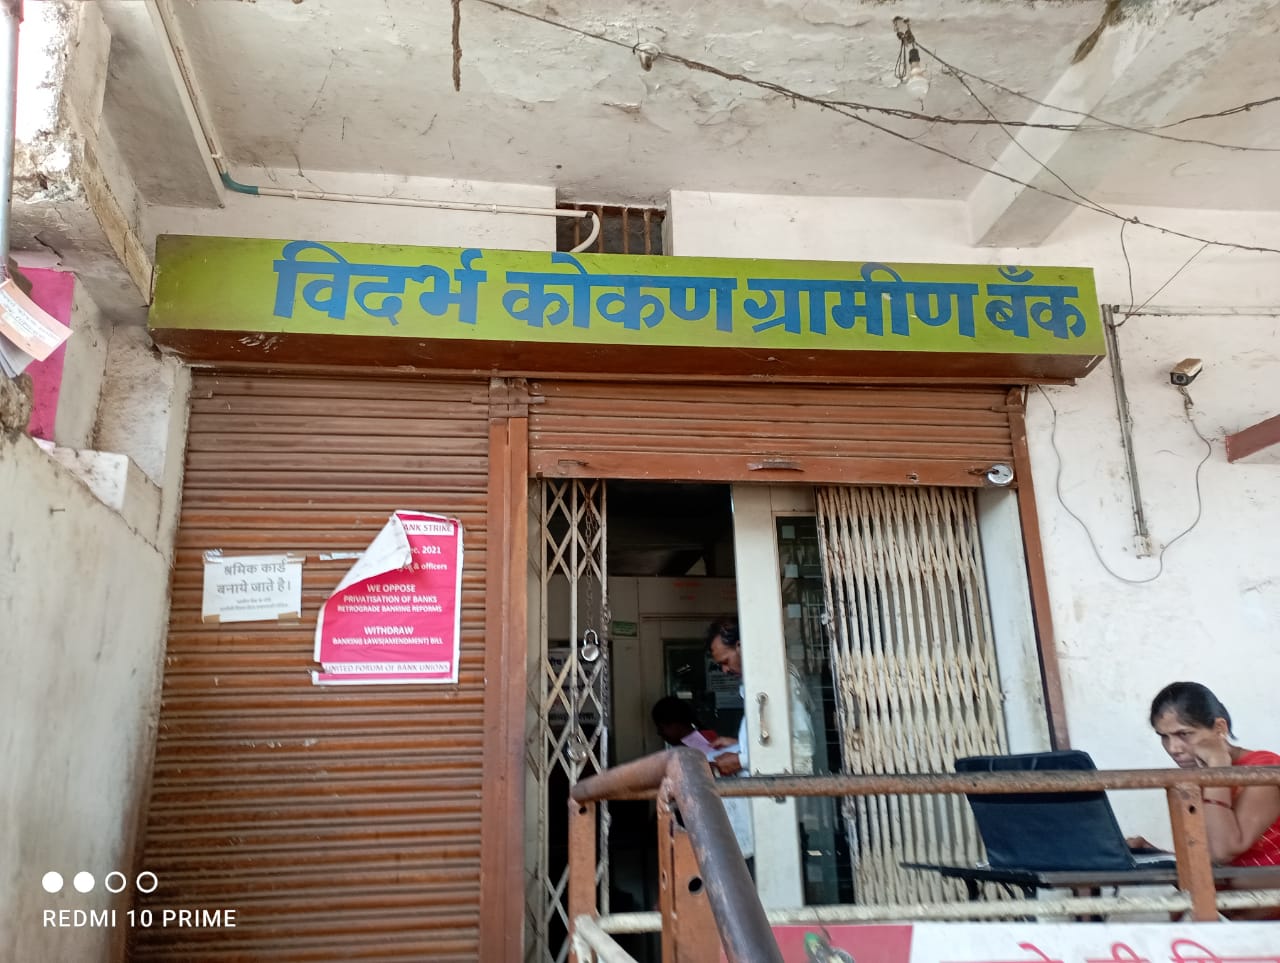 विदर्भ कोकण ग्रामीण बँक
श्रमिक कार्ड
बनाये जाते है।
ANK STRIKE
2021
& officers
WE OPPOSE
PRIVATISATION OF BANKS
RETROGRADE BANKING REFORMS
WITHDRAW
BANKING LAWS(AMENDMENT) BILL
UNITED FORUM OF BANK UNIONS
REDMI 10 PRIME